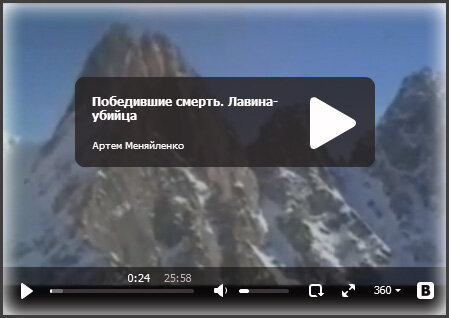 Победившие смерть. Лавина-
убийца
Артем Меняйленко
0:24 25:58
360
B